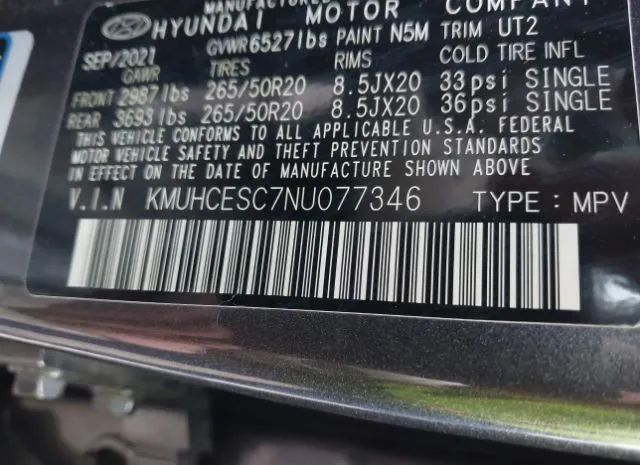 MANUFACTURED
HYUNDAI MOTOR COMPANY
SEP/2021 GVWR 6527lbs PAINT N5M TRIM UT2
GAWR TIRES RIMS COLD TIRE INFL
FRONT 2987lbs 265/50R20 8.5JX20 33psi SINGLE
REAR 3693lbs 265/50R20 8.5JX20 36psi SINGLE
THIS VEHICLE CONFORMS TO ALL APPLICABLE U.S.A. FEDERAL
MOTOR VEHICLE SAFETY AND THEFT PREVENTION STANDARDS
IN EFFECT ON THE DATE OF MANUFACTURE SHOWN ABOVE
V.I.N KMUHCESC7NU077346 TYPE: MPV